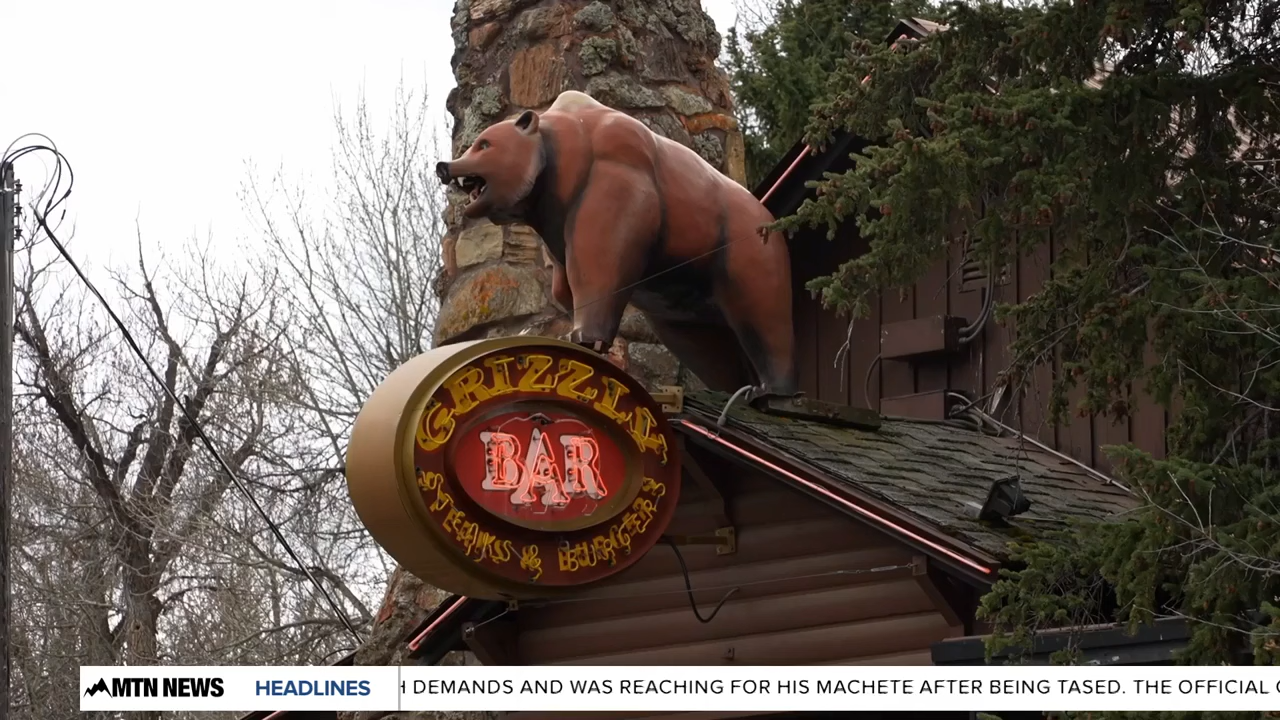 GRIZZLY
BAR
STEAKS & BURGERS
MTN NEWS
HEADLINES
DEMANDS AND WAS REACHING FOR HIS MACHETE AFTER BEING TASED. THE OFFICIAL